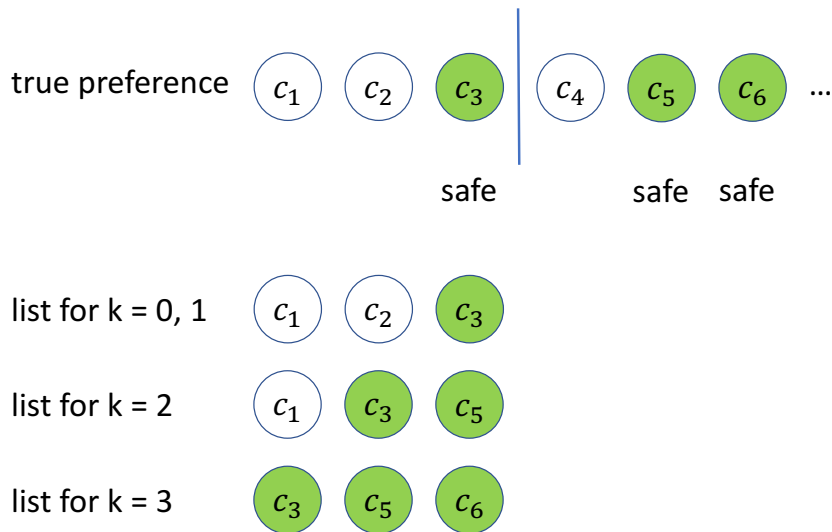 true preference c₁ c₂ c₃ c₄ c₅ c₆ ...
safe safe safe
list for k = 0, 1 c₁ c₂ c₃
list for k = 2 c₁ c₃ c₅
list for k = 3 c₃ c₅ c₆